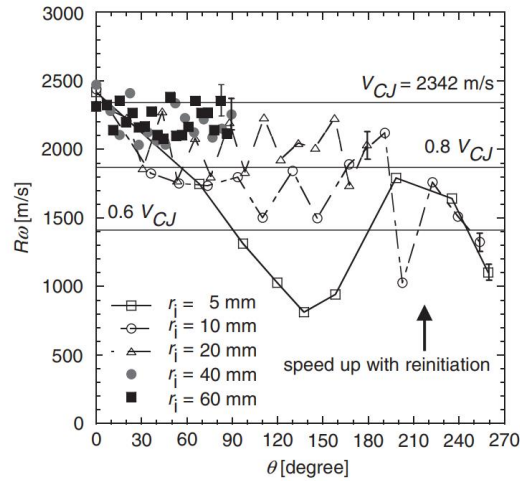 3000
2500
2000
1500
1000
500
0
Rω [m/s]
V_CJ = 2342 m/s
0.8 V_CJ
0.6 V_CJ
r_i = 5 mm
r_i = 10 mm
r_i = 20 mm
r_i = 40 mm
r_i = 60 mm
speed up with reinitiation
0 30 60 90 120 150 180 210 240 270
θ [degree]